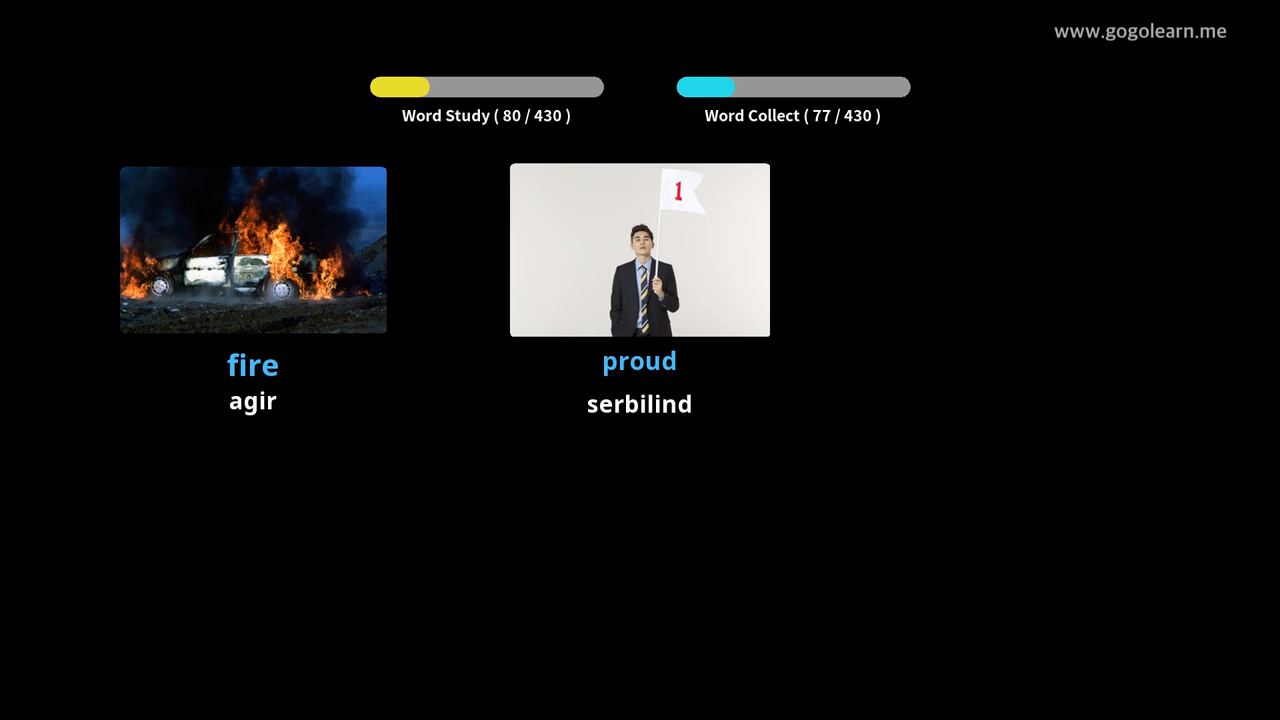 www.gogolearn.me
Word Study ( 80 / 430 )
Word Collect ( 77 / 430 )
1
fire
agir
proud
serbilind